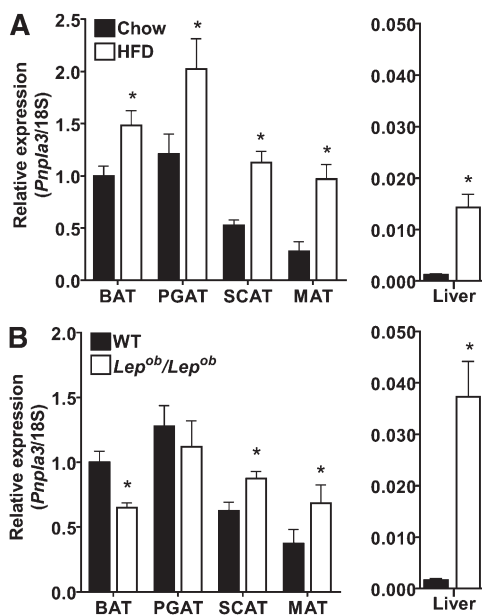 A
Chow
HFD
Relative expression
(Pnpla3/18S)
2.5
2.0
1.5
1.0
0.5
0.0
* * * *
BAT PGAT SCAT MAT
0.050
0.040
0.030
0.020
0.010
0.000
*
Liver
B
WT
Lepob/Lepob
Relative expression
(Pnpla3/18S)
2.0
1.5
1.0
0.5
0.0
* * *
BAT PGAT SCAT MAT
0.050
0.040
0.030
0.020
0.010
0.000
*
Liver